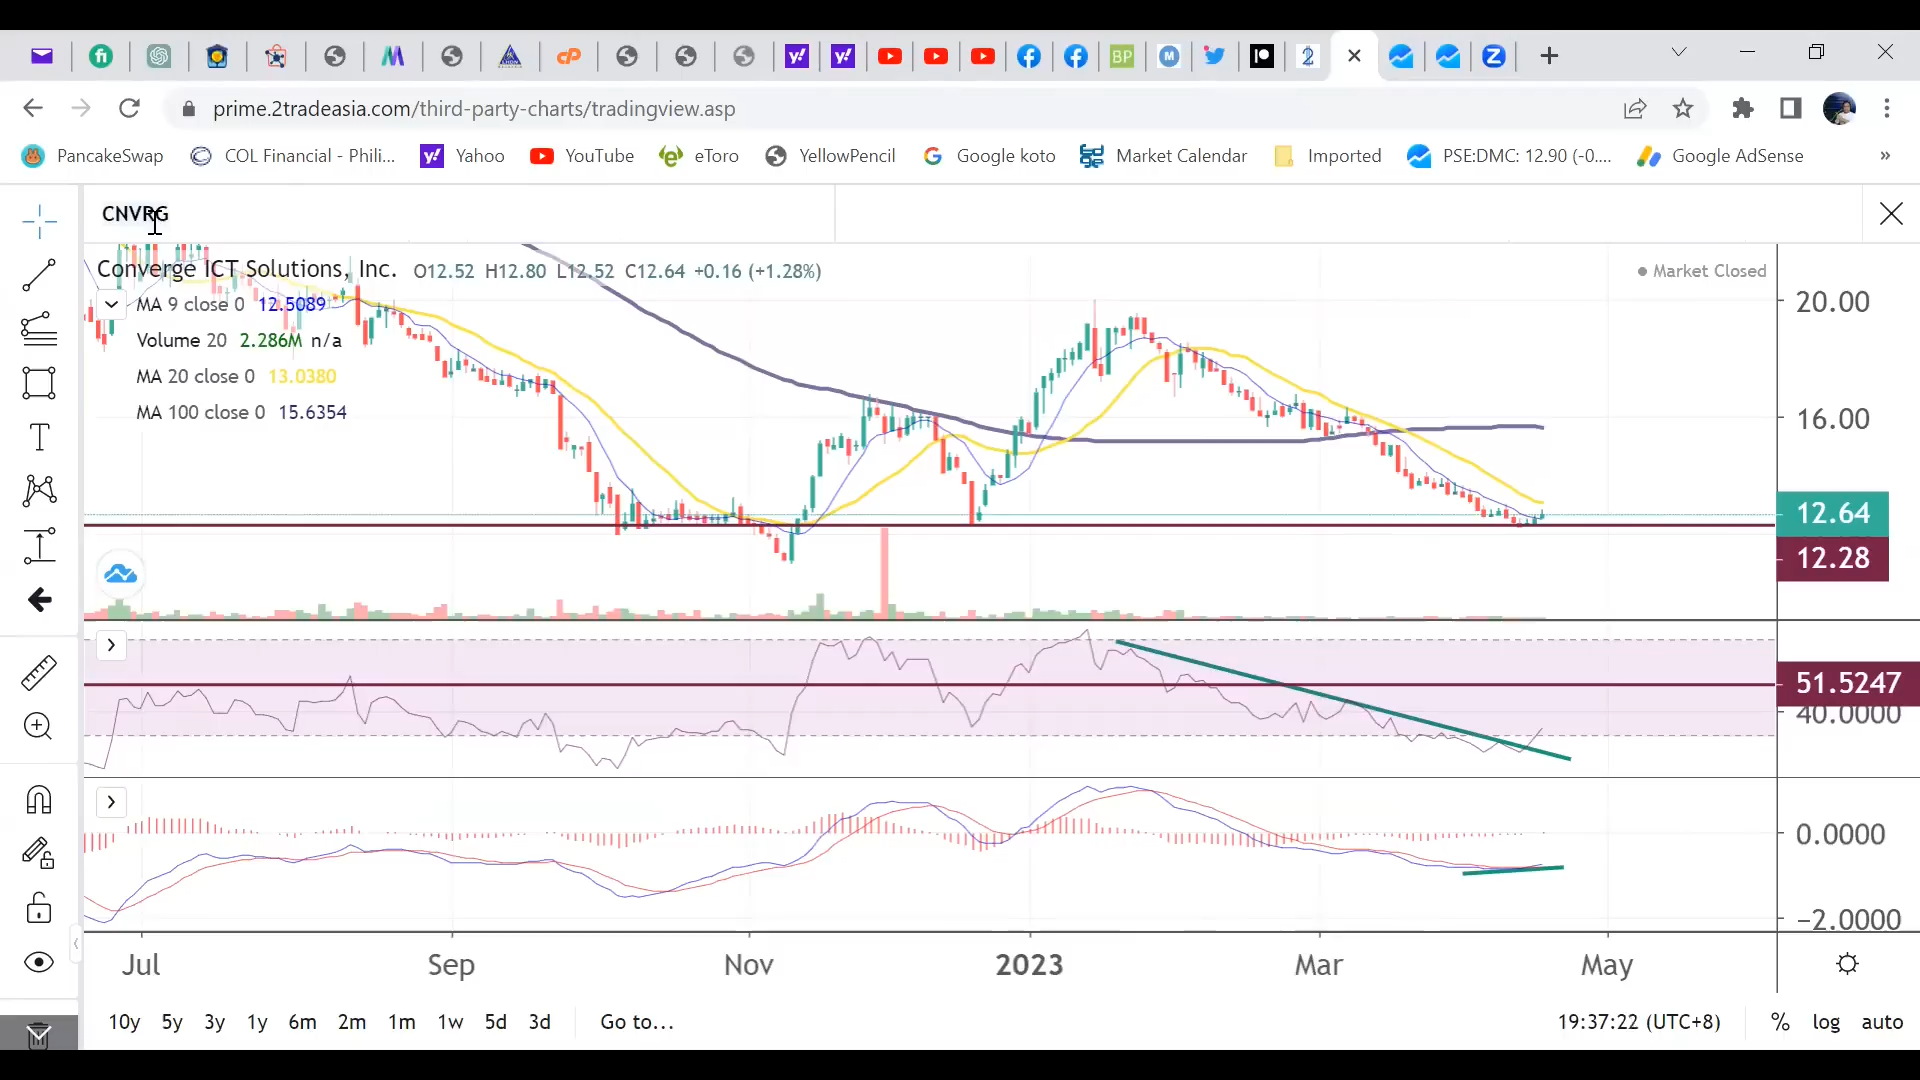 prime.2tradeasia.com/third-party-charts/tradingview.asp
PancakeSwap COL Financial - Phili... Yahoo YouTube eToro YellowPencil Google koto Market Calendar Imported PSE:DMC: 12.90 (-0.... Google AdSense »
CNVRG
Converge ICT Solutions, Inc. O12.52 H12.80 L12.52 C12.64 +0.16 (+1.28%) Market Closed
MA 9 close 0 12.5089
Volume 20 2.286M n/a
MA 20 close 0 13.0380
MA 100 close 0 15.6354
20.00
16.00
12.64
12.28
51.5247
40.0000
0.0000
−2.0000
Jul Sep Nov 2023 Mar May
10y 5y 3y 1y 6m 2m 1m 1w 5d 3d Go to... 19:37:22 (UTC+8) % log auto